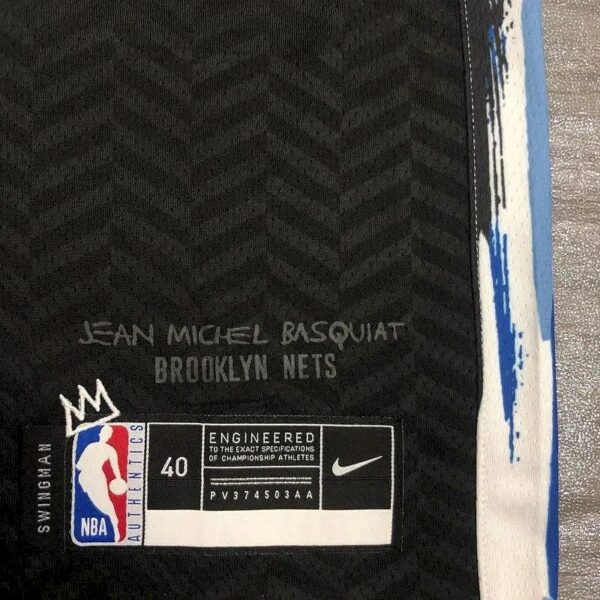 JEAN MICHEL BASQUIAT
BROOKLYN NETS
SWINGMAN
NBA
AUTHENTICS
40
ENGINEERED
TO THE EXACT SPECIFICATIONS
OF CHAMPIONSHIP ATHLETES
PV374503AA